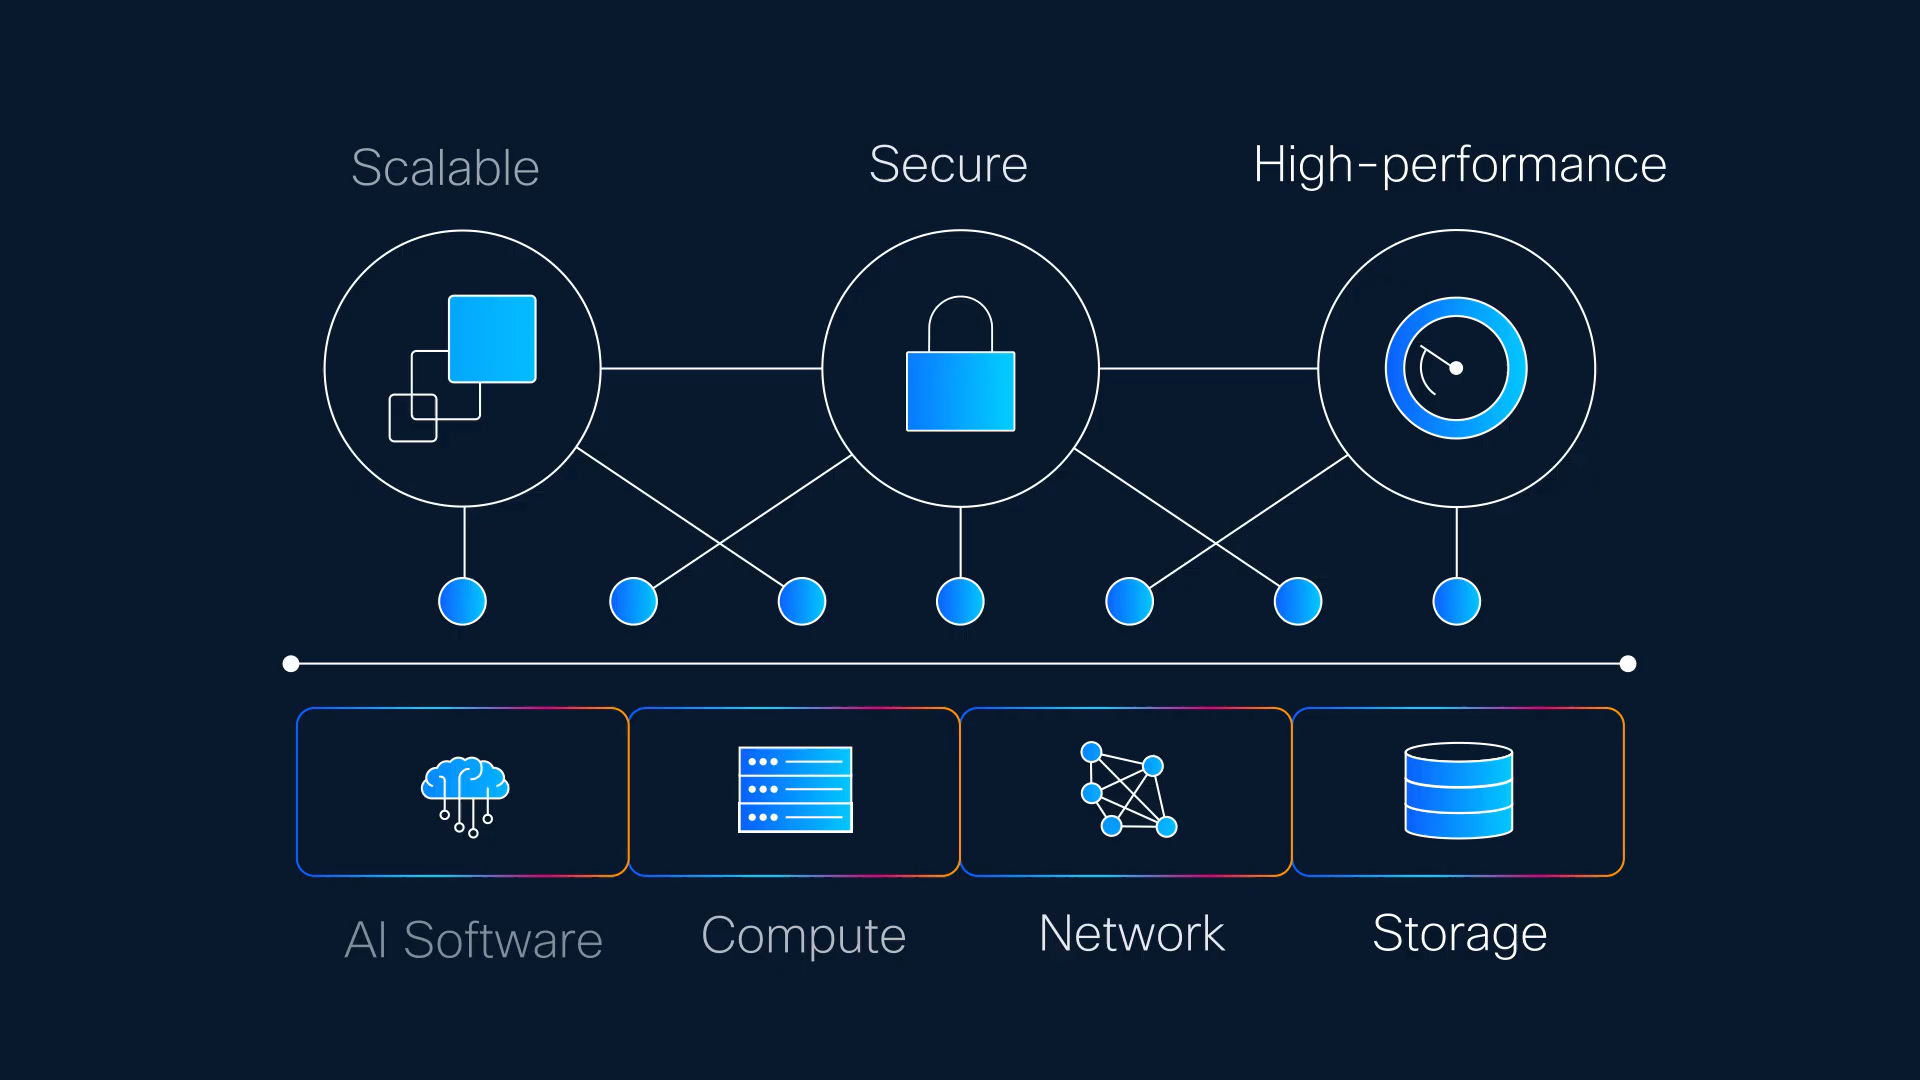 Scalable
Secure
High-performance
AI Software
Compute
Network
Storage